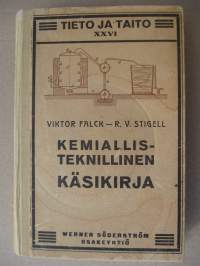 TIETO JA TAITO
XXVI
VIKTOR FALCK — R. V. STIGELL
KEMIALLIS-
TEKNILLINEN
KÄSIKIRJA
WERNER SÖDERSTRÖM
OSAKEYHTIÖ